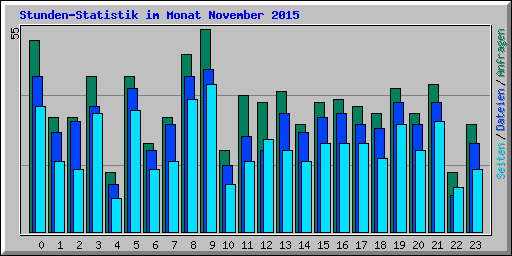 Stunden-Statistik im Monat November 2015
55
Seiten/Dateien/Anfragen
0 1 2 3 4 5 6 7 8 9 10 11 12 13 14 15 16 17 18 19 20 21 22 23